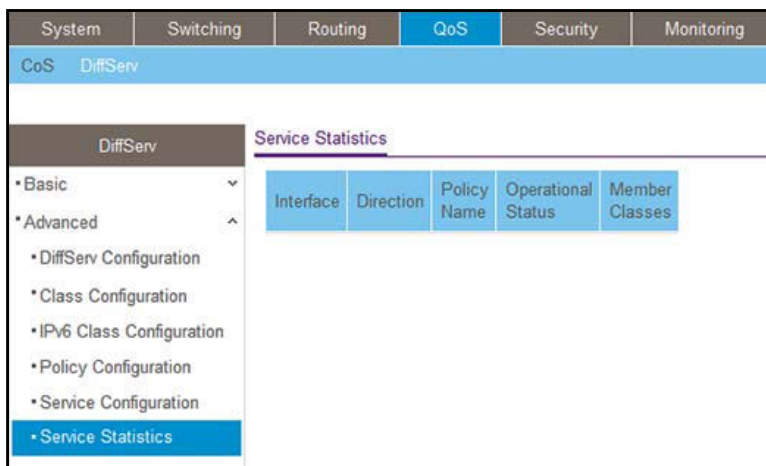 System Switching Routing QoS Security Monitoring
CoS DiffServ
DiffServ
Basic
Advanced
DiffServ Configuration
Class Configuration
IPv6 Class Configuration
Policy Configuration
Service Configuration
Service Statistics
Service Statistics
Interface Direction Policy Name Operational Status Member Classes